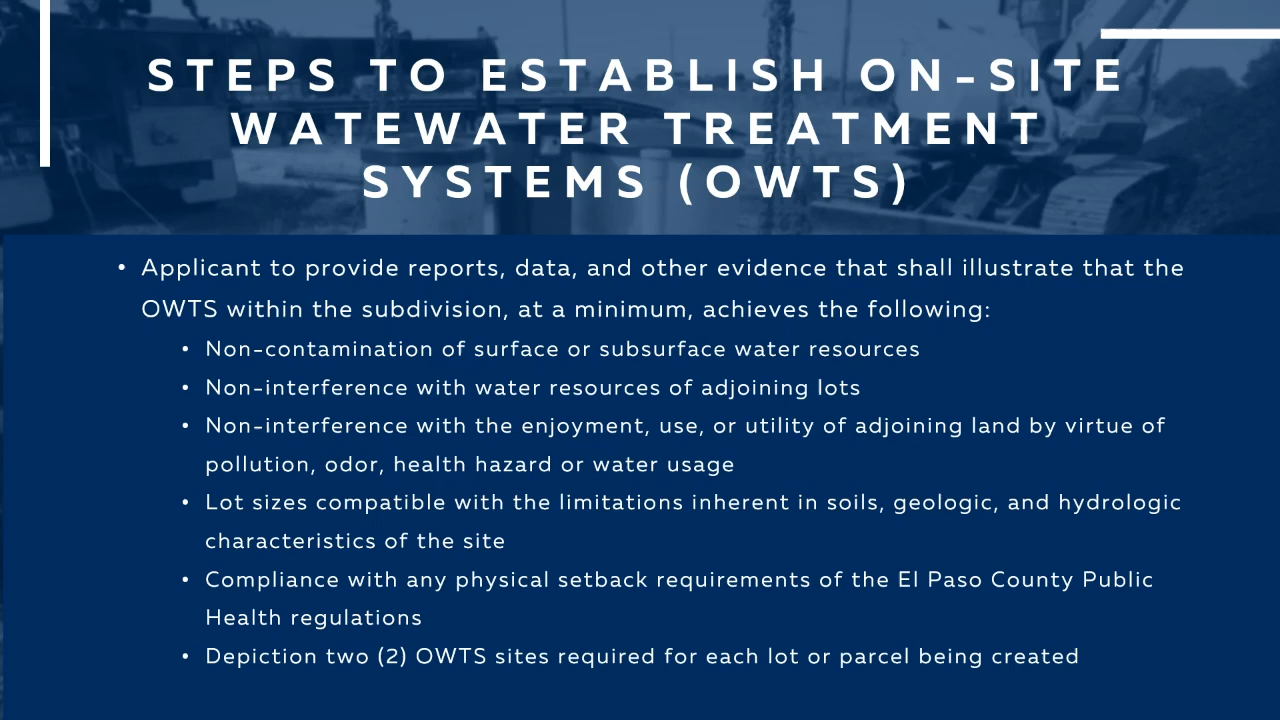 STEPS TO ESTABLISH ON-SITE
WATEWATER TREATMENT
SYSTEMS (OWTS)
• Applicant to provide reports, data, and other evidence that shall illustrate that the
OWTS within the subdivision, at a minimum, achieves the following:
• Non-contamination of surface or subsurface water resources
• Non-interference with water resources of adjoining lots
• Non-interference with the enjoyment, use, or utility of adjoining land by virtue of
pollution, odor, health hazard or water usage
• Lot sizes compatible with the limitations inherent in soils, geologic, and hydrologic
characteristics of the site
• Compliance with any physical setback requirements of the El Paso County Public
Health regulations
• Depiction two (2) OWTS sites required for each lot or parcel being created